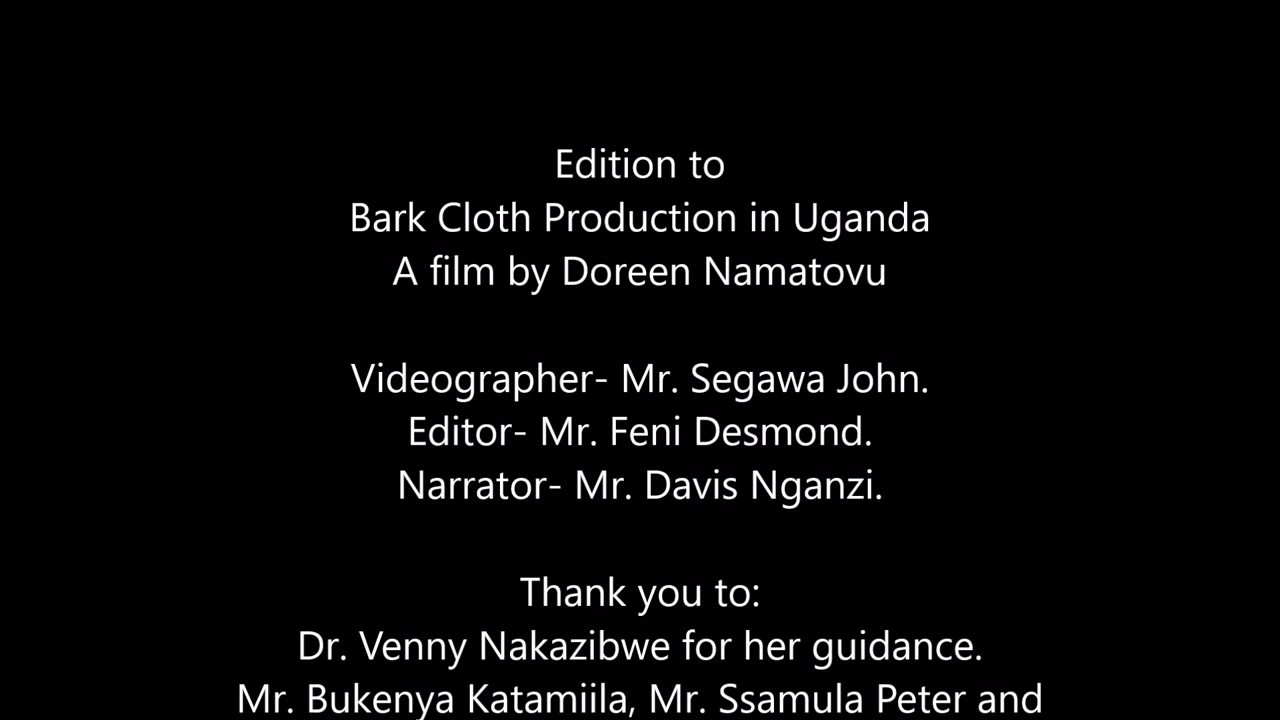 Edition to
Bark Cloth Production in Uganda
A film by Doreen Namatovu
Videographer- Mr. Segawa John.
Editor- Mr. Feni Desmond.
Narrator- Mr. Davis Nganzi.
Thank you to:
Dr. Venny Nakazibwe for her guidance.
Mr. Bukenya Katamiila, Mr. Ssamula Peter and